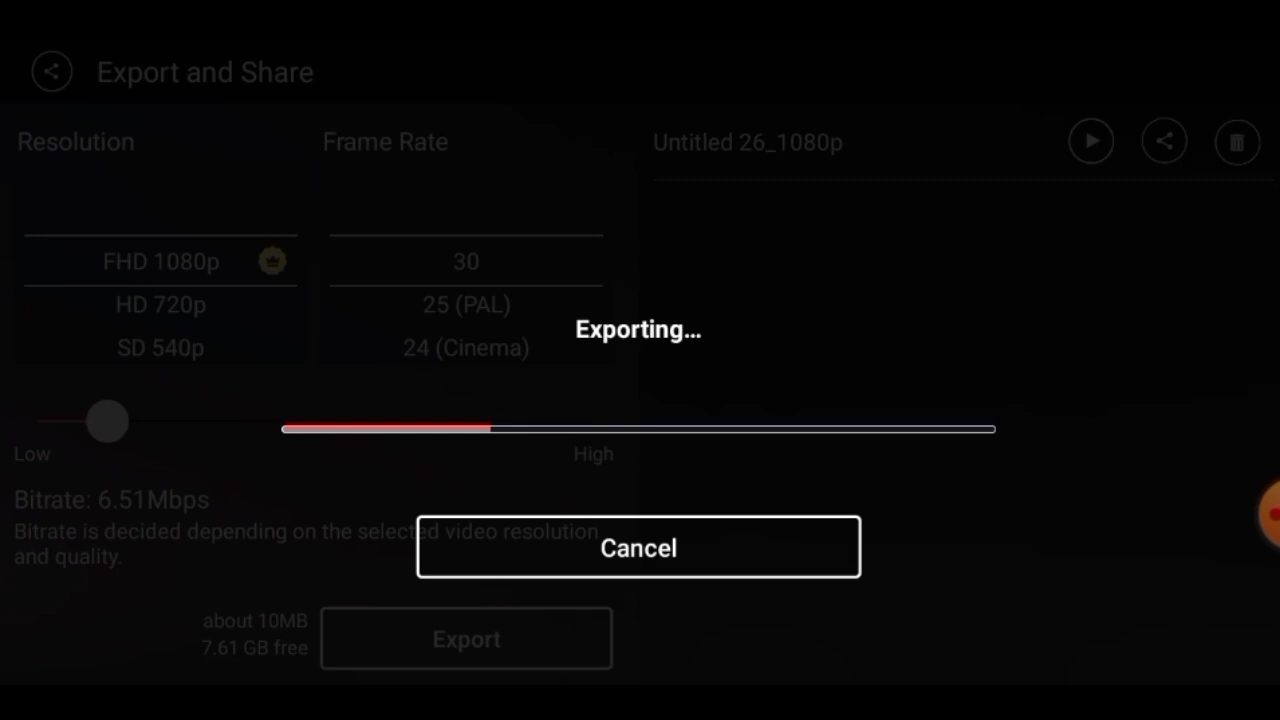 Export and Share
Resolution
Frame Rate
Untitled 26_1080p
FHD 1080p
30
HD 720p
25 (PAL)
SD 540p
24 (Cinema)
Exporting...
Low
High
Bitrate: 6.51Mbps
Bitrate is decided depending on the selected video resolution
and quality.
Cancel
about 10MB
7.61 GB free
Export